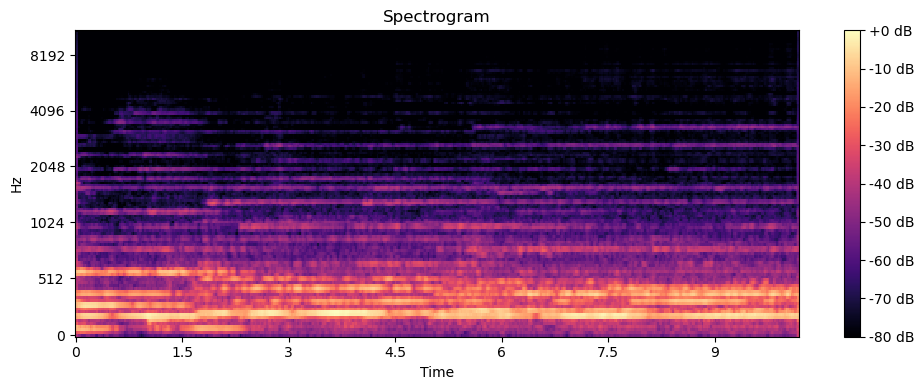 Spectrogram
Hz
8192
4096
2048
1024
512
0
0 1.5 3 4.5 6 7.5 9
Time
+0 dB
-10 dB
-20 dB
-30 dB
-40 dB
-50 dB
-60 dB
-70 dB
-80 dB